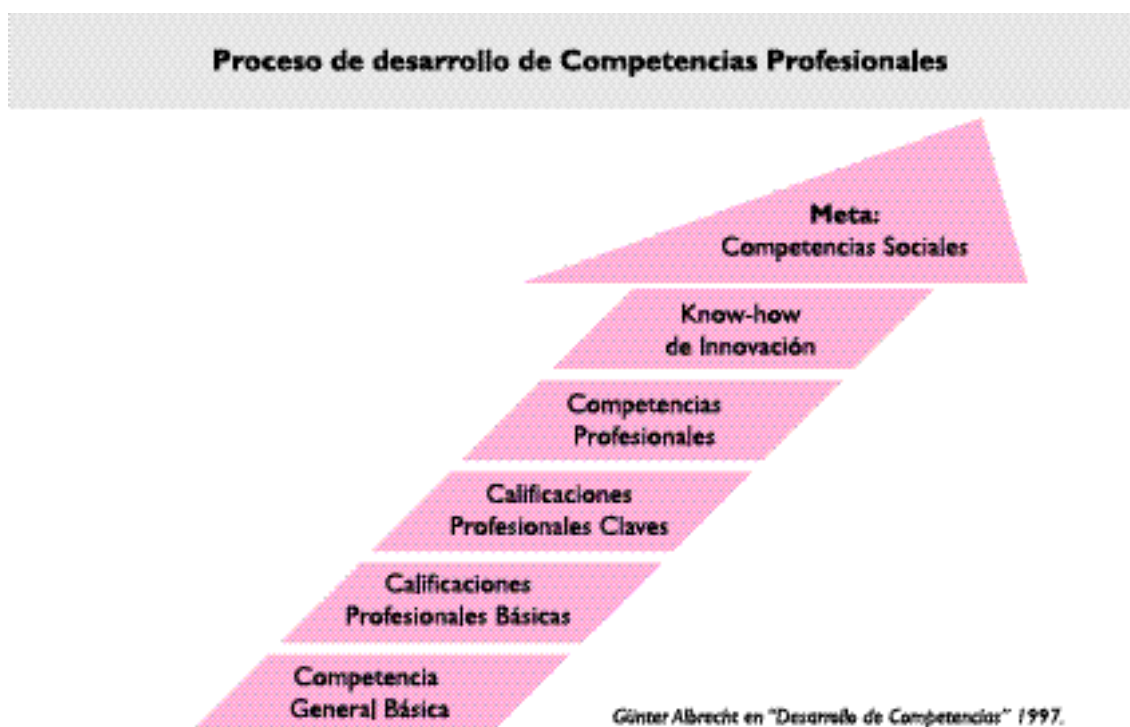 Proceso de desarrollo de Competencias Profesionales
Meta:
Competencias Sociales
Know-how
de Innovación
Competencias
Profesionales
Calificaciones
Profesionales Claves
Calificaciones
Profesionales Básicas
Competencia
General Básica
Günter Albrecht en "Desarrollo de Competencias" 1997.